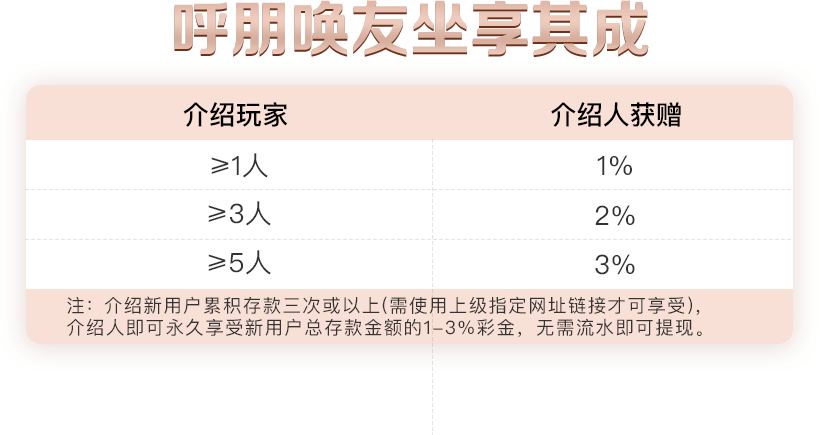 呼朋唤友坐享其成
介绍玩家 介绍人获赠
≥1人 1%
≥3人 2%
≥5人 3%
注：介绍新用户累积存款三次或以上(需使用上级指定网址链接才可享受)，
介绍人即可永久享受新用户总存款金额的1-3%彩金，无需流水即可提现。